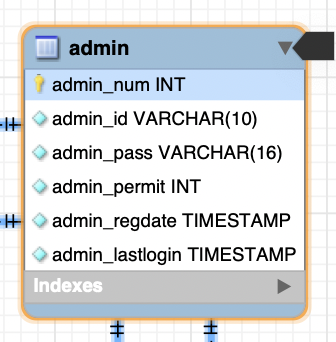 admin
admin_num INT
admin_id VARCHAR(10)
admin_pass VARCHAR(16)
admin_permit INT
admin_regdate TIMESTAMP
admin_lastlogin TIMESTAMP
Indexes